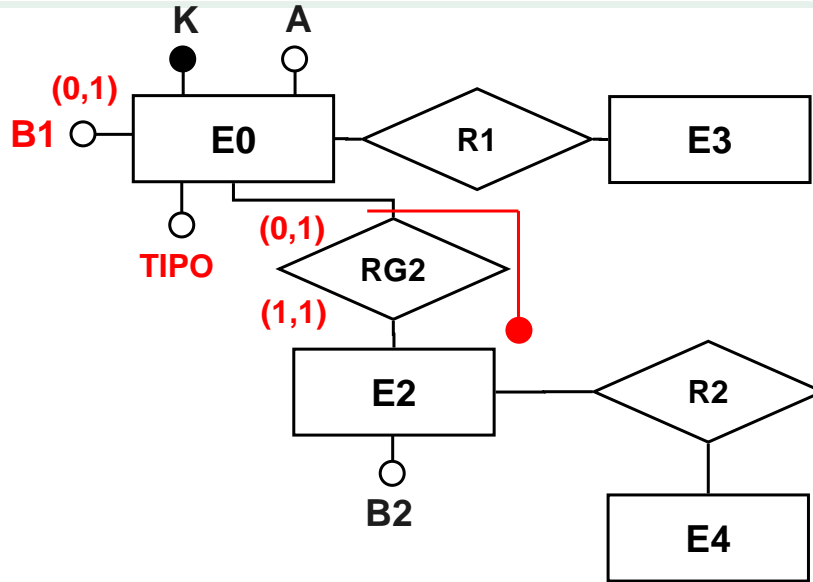 K
A
(0,1)
B1
E0
R1
E3
TIPO
(0,1)
RG2
(1,1)
E2
R2
B2
E4